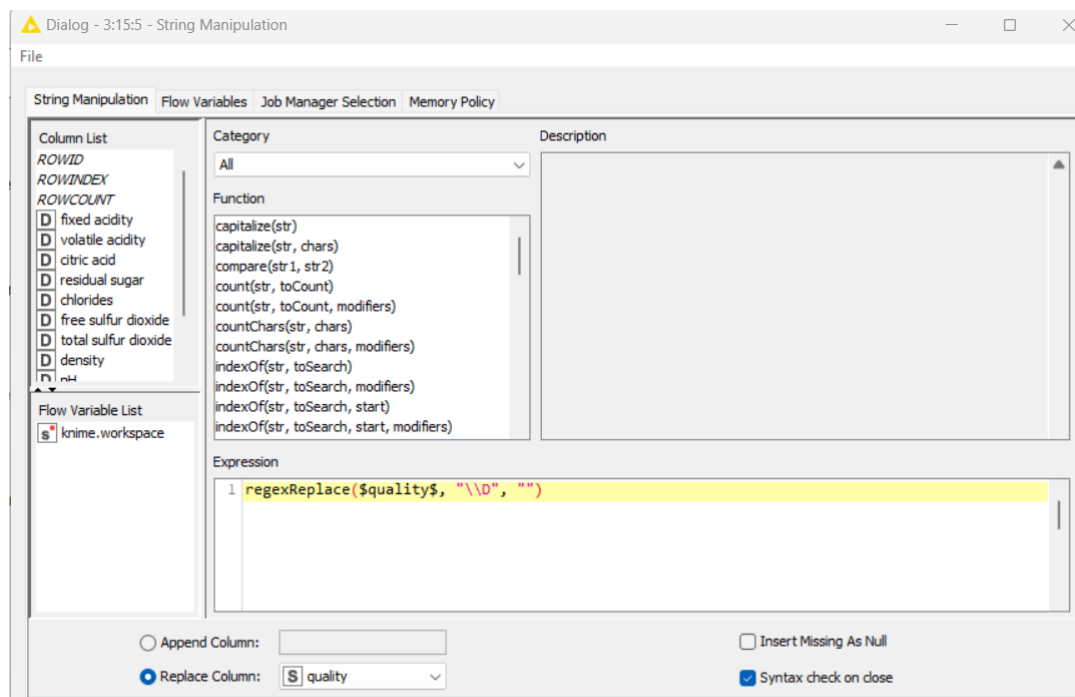 Dialog - 3:15:5 - String Manipulation
File
String Manipulation Flow Variables Job Manager Selection Memory Policy
Column List
ROWID
ROWINDEX
ROWCOUNT
D fixed acidity
D volatile acidity
D citric acid
D residual sugar
D chlorides
D free sulfur dioxide
D total sulfur dioxide
D density
D pH
Flow Variable List
s knime.workspace
Category
All
Function
capitalize(str)
capitalize(str, chars)
compare(str1, str2)
count(str, toCount)
count(str, toCount, modifiers)
countChars(str, chars)
countChars(str, chars, modifiers)
indexOf(str, toSearch)
indexOf(str, toSearch, modifiers)
indexOf(str, toSearch, start)
indexOf(str, toSearch, start, modifiers)
Description
Expression
1 regexReplace($quality$, "\\D", "")
Append Column:
Insert Missing As Null
Replace Column: S quality
Syntax check on close